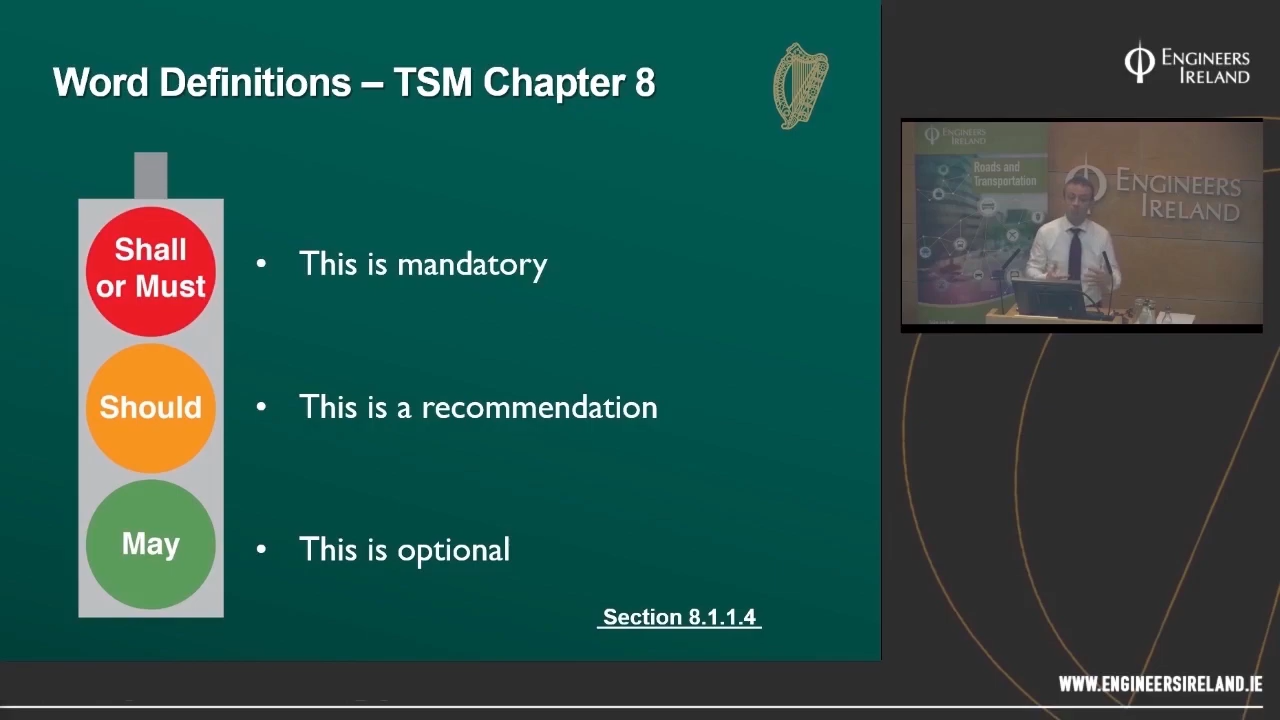 Word Definitions – TSM Chapter 8
Shall
or Must
• This is mandatory
Should
• This is a recommendation
May
• This is optional
Section 8.1.1.4
ENGINEERS
IRELAND
ENGINEERS
IRELAND
Roads and
Transportation
ENGINEERS
IRELAND
WWW.ENGINEERSIRELAND.IE